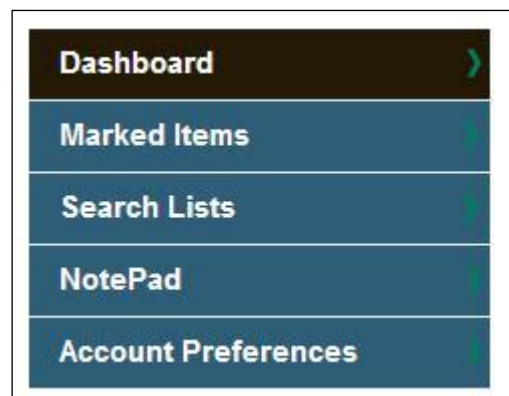 Dashboard
Marked Items
Search Lists
NotePad
Account Preferences